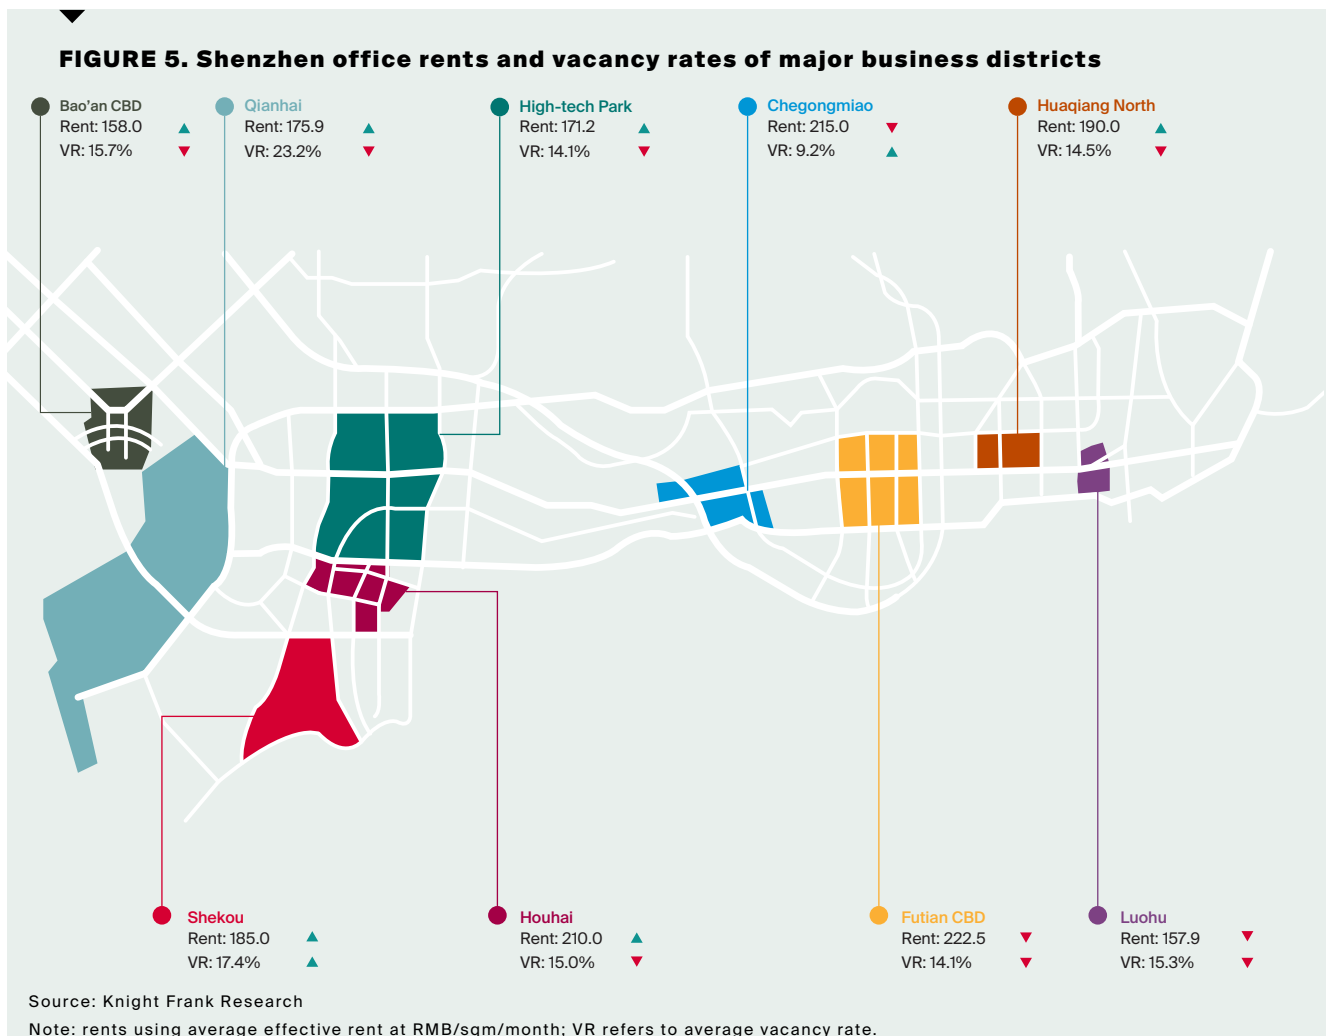 FIGURE 5. Shenzhen office rents and vacancy rates of major business districts
Bao'an CBD
Rent: 158.0
VR: 15.7%
Qianhai
Rent: 175.9
VR: 23.2%
High-tech Park
Rent: 171.2
VR: 14.1%
Chegongmiao
Rent: 215.0
VR: 9.2%
Huaqiang North
Rent: 190.0
VR: 14.5%
Shekou
Rent: 185.0
VR: 17.4%
Houhai
Rent: 210.0
VR: 15.0%
Futian CBD
Rent: 222.5
VR: 14.1%
Luohu
Rent: 157.9
VR: 15.3%
Source: Knight Frank Research
Note: rents using average effective rent at RMB/sqm/month; VR refers to average vacancy rate.